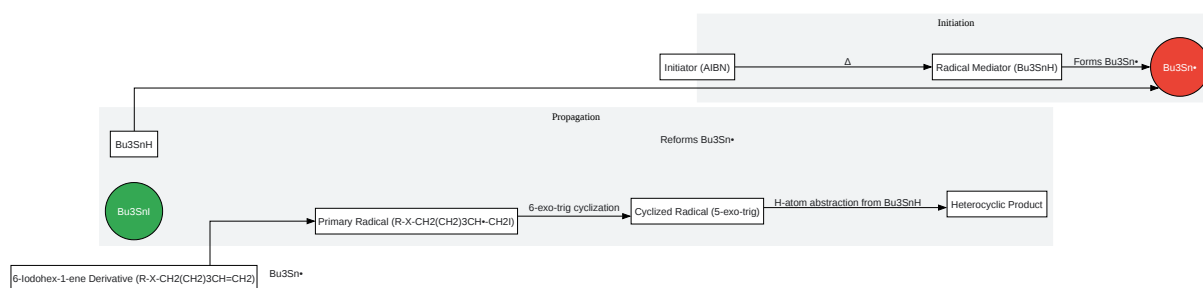 Initiation
Initiator (AIBN)
Δ
Radical Mediator (Bu3SnH)
Forms Bu3Sn•
Bu3Sn•
Propagation
Bu3SnH
Reforms Bu3Sn•
Bu3SnI
Primary Radical (R-X-CH2(CH2)3CH•-CH2I)
6-exo-trig cyclization
Cyclized Radical (5-exo-trig)
H-atom abstraction from Bu3SnH
Heterocyclic Product
6-Iodohex-1-ene Derivative (R-X-CH2(CH2)3CH=CH2)
Bu3Sn•